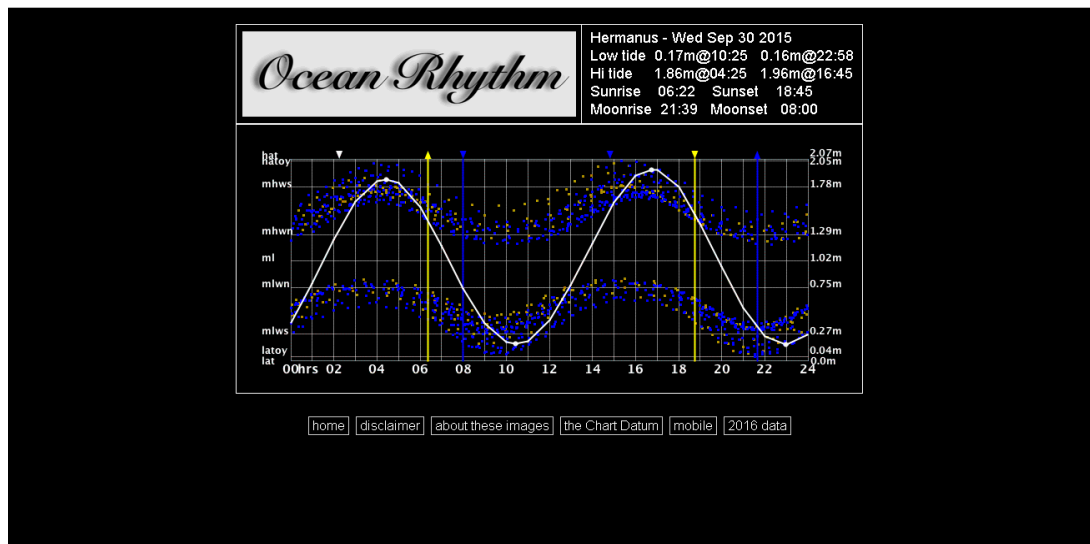 Ocean Rhythm
Hermanus - Wed Sep 30 2015
Low tide 0.17m@10:25 0.16m@22:58
Hi tide 1.86m@04:25 1.96m@16:45
Sunrise 06:22 Sunset 18:45
Moonrise 21:39 Moonset 08:00
hat 2.07m
hatoy 2.05m
mhws 1.78m
mhwn 1.29m
ml 1.02m
mlwn 0.75m
mlws 0.27m
latoy 0.04m
lat 0.0m
00hrs 02 04 06 08 10 12 14 16 18 20 22 24
home disclaimer about these images the Chart Datum mobile 2016 data